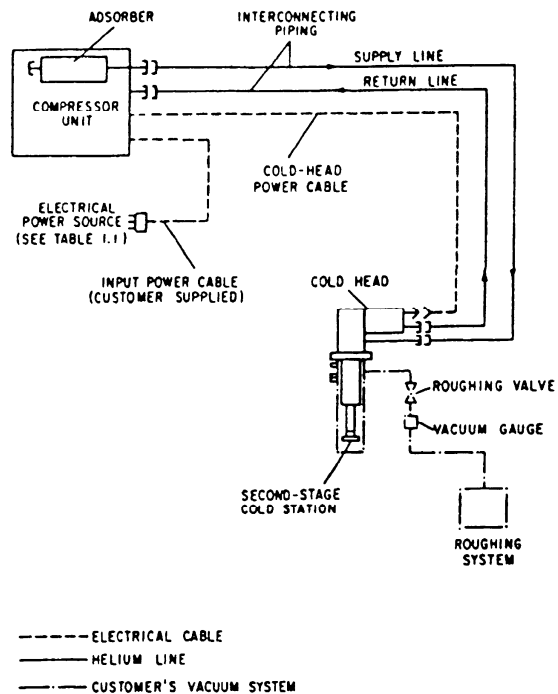 ADSORBER
INTERCONNECTING
PIPING
SUPPLY LINE
RETURN LINE
COMPRESSOR
UNIT
COLD-HEAD
POWER CABLE
ELECTRICAL
POWER SOURCE
(SEE TABLE 1.1)
INPUT POWER CABLE
(CUSTOMER SUPPLIED)
COLD HEAD
ROUGHING VALVE
VACUUM GAUGE
SECOND-STAGE
COLD STATION
ROUGHING
SYSTEM
ELECTRICAL CABLE
HELIUM LINE
CUSTOMER'S VACUUM SYSTEM